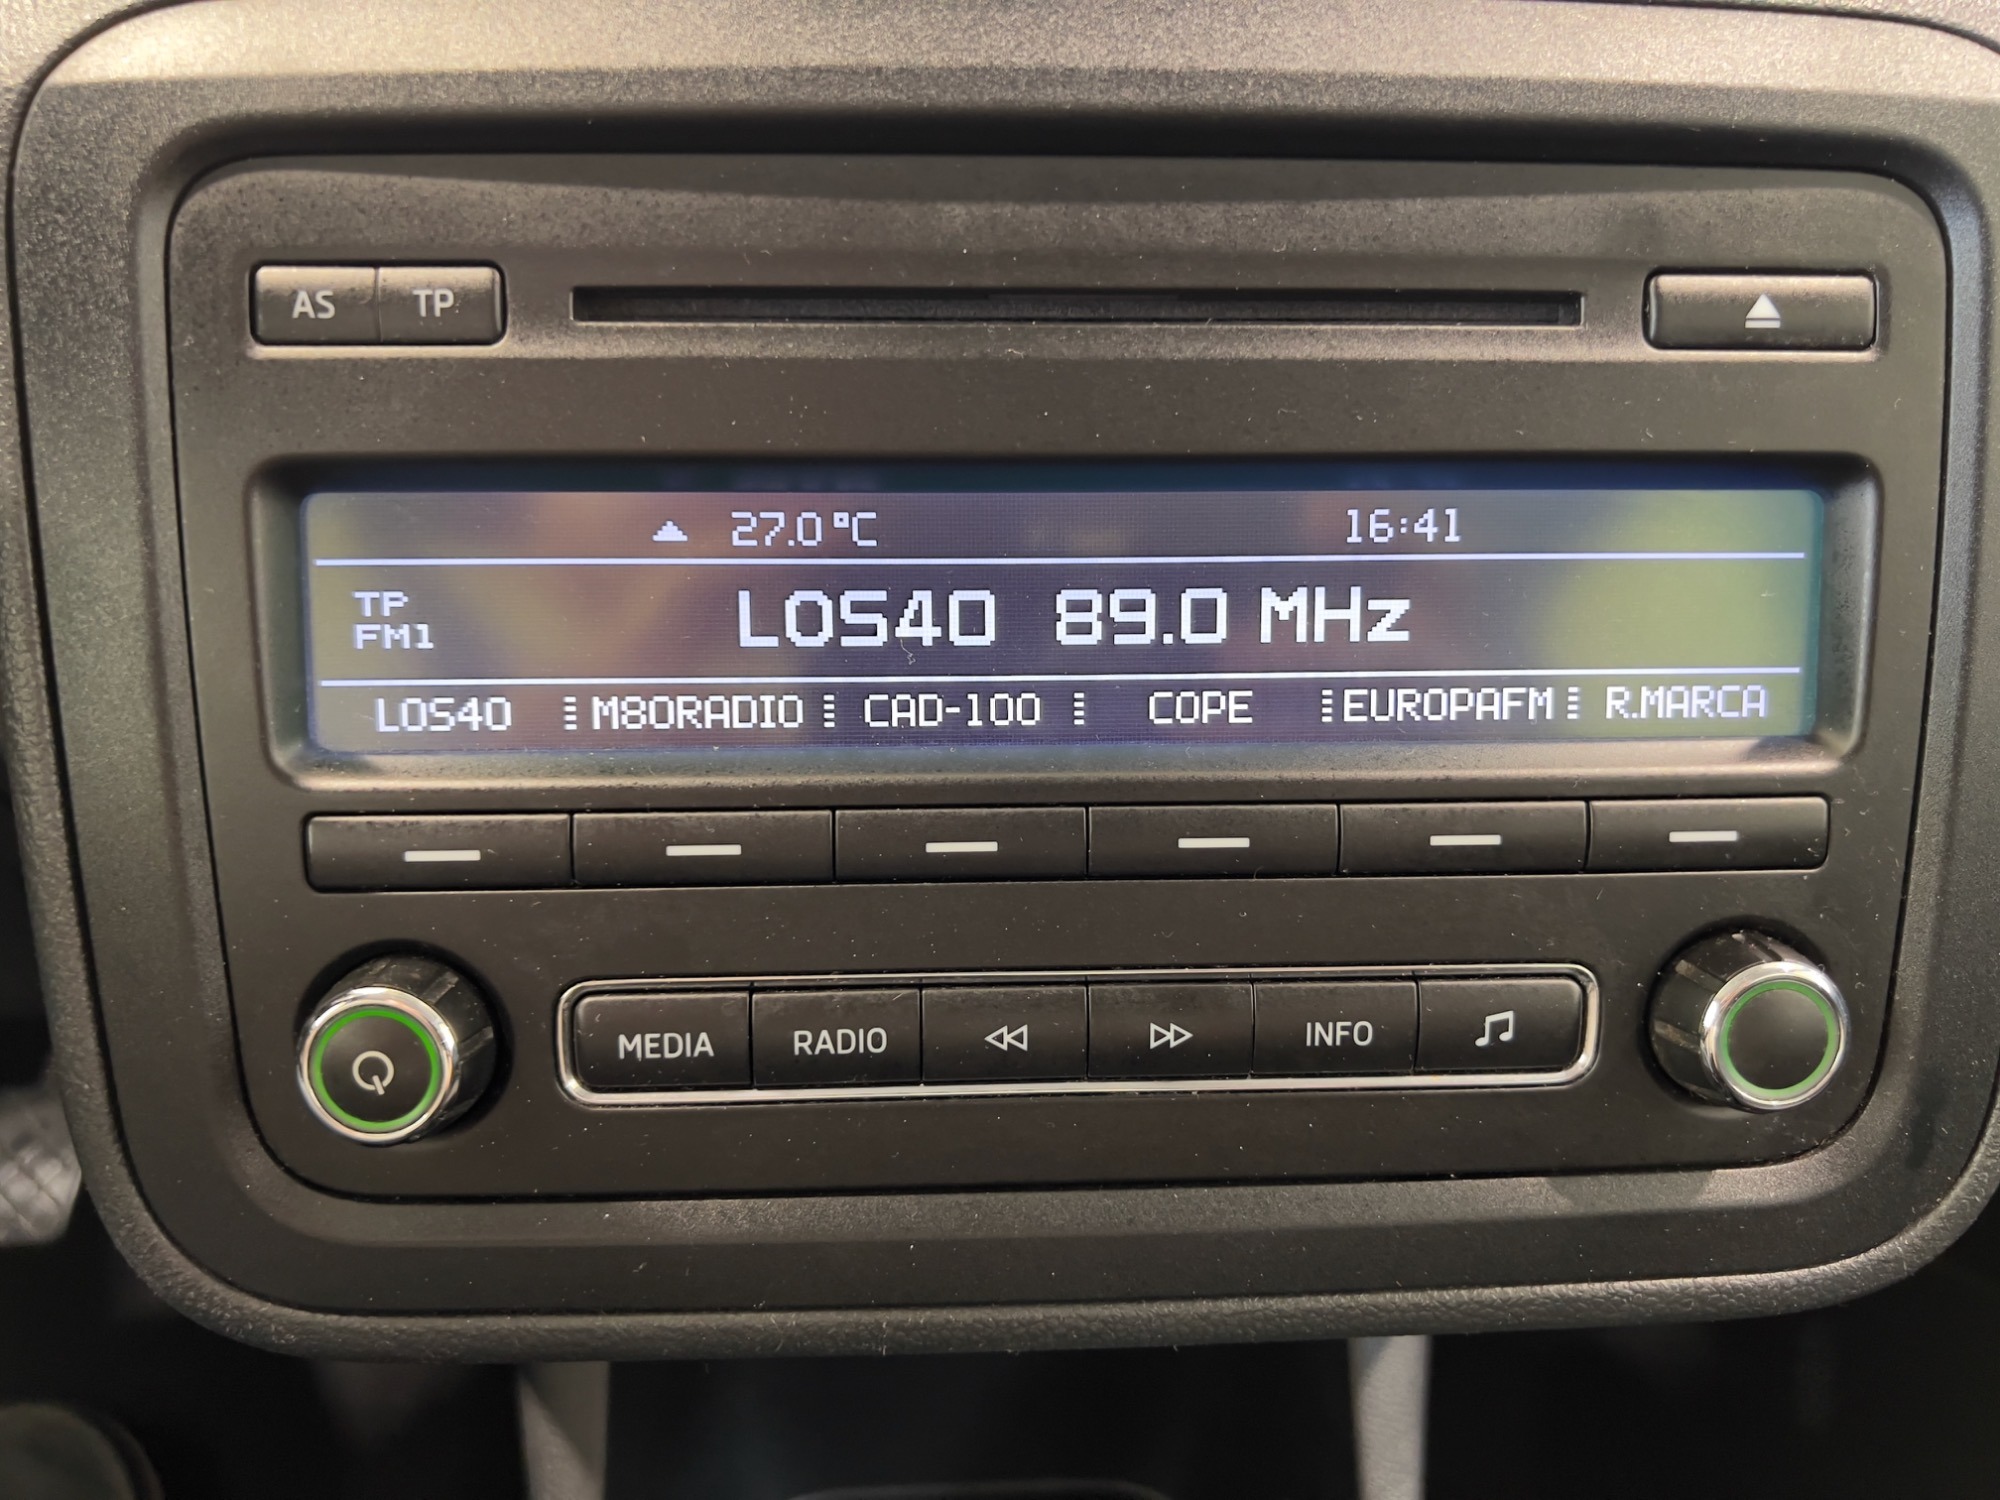 AS TP
27.0°C 16:41
TP
FM1
LOS40 89.0 MHz
LOS40 M80RADIO CAD-100 COPE EUROPAFM R.MARCA
MEDIA RADIO INFO